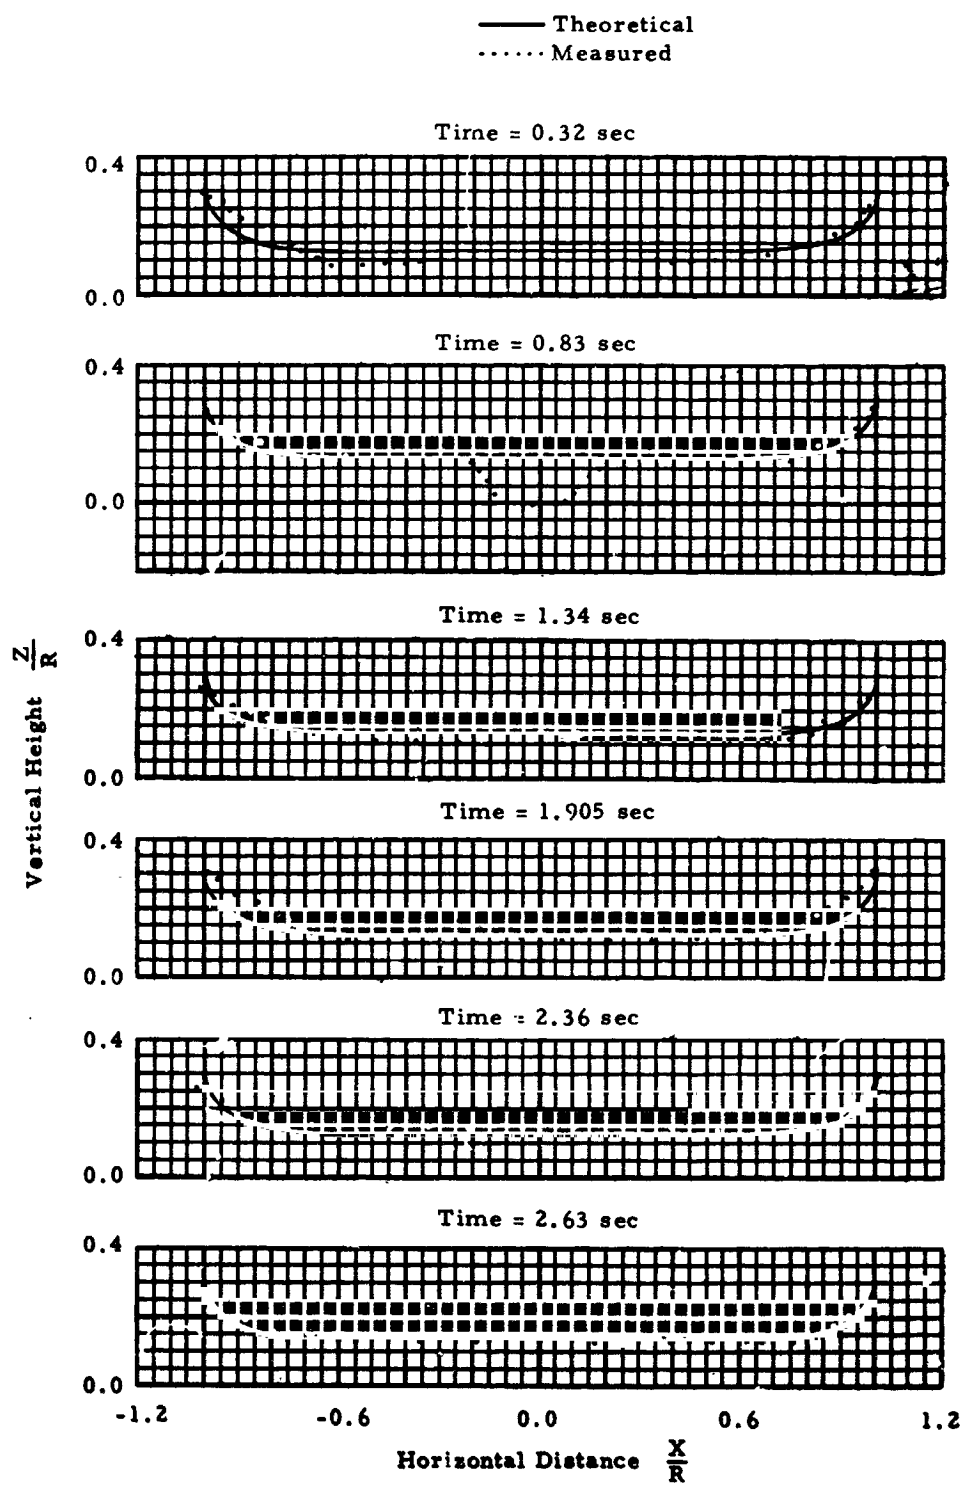 Theoretical
Measured
Time = 0.32 sec
0.4
0.0
Time = 0.83 sec
0.4
0.0
Time = 1.34 sec
0.4
0.0
Time = 1.905 sec
0.4
0.0
Time = 2.36 sec
0.4
0.0
Time = 2.63 sec
0.4
0.0
Vertical Height Z/R
-1.2 -0.6 0.0 0.6 1.2
Horizontal Distance X/R